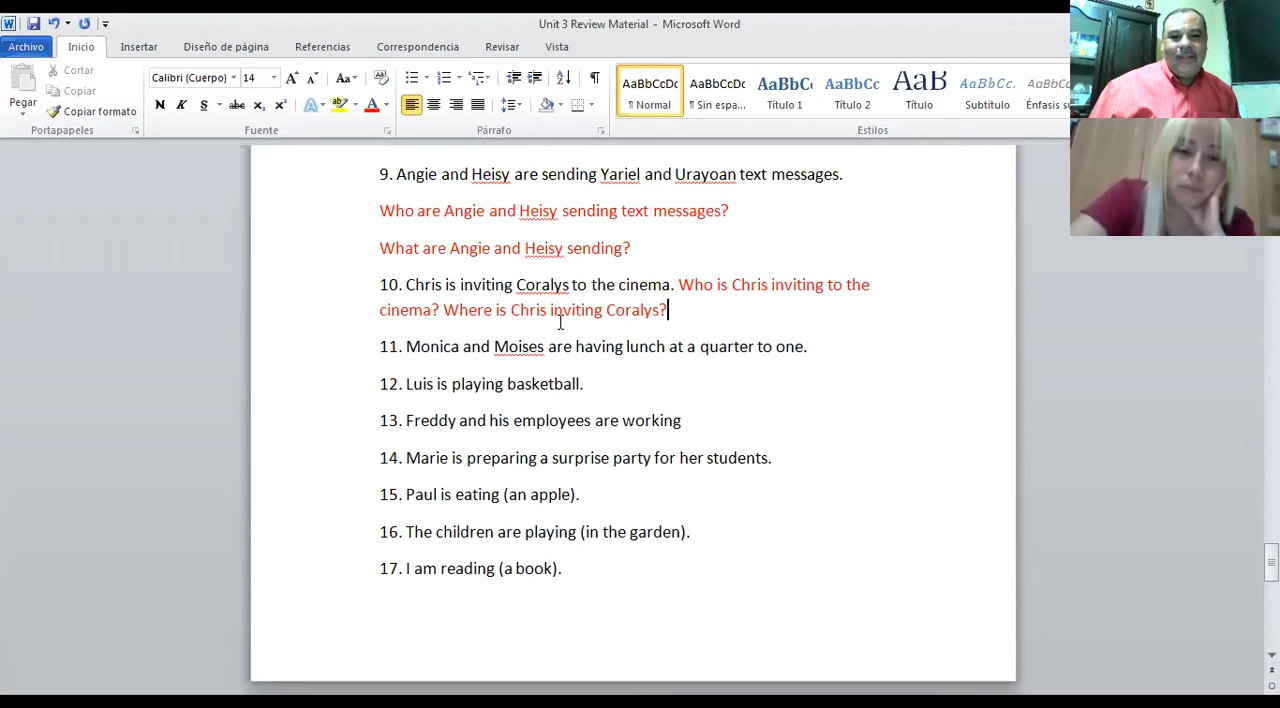 Unit 3 Review Material - Microsoft Word
Archivo Inicio Insertar Diseño de página Referencias Correspondencia Revisar Vista
Pegar
Cortar
Copiar
Copiar formato
Portapapeles
Calibri (Cuerpo) 14
Fuente
Párrafo
AaBbCcDc AaBbCcDc AaBbC AaBbCc AaB AaBbCc. AaBbCc
¶ Normal ¶ Sin espa... Título 1 Título 2 Título Subtítulo Énfasis su
Estilos
9. Angie and Heisy are sending Yariel and Urayoan text messages.
Who are Angie and Heisy sending text messages?
What are Angie and Heisy sending?
10. Chris is inviting Coralys to the cinema. Who is Chris inviting to the
cinema? Where is Chris inviting Coralys?
11. Monica and Moises are having lunch at a quarter to one.
12. Luis is playing basketball.
13. Freddy and his employees are working
14. Marie is preparing a surprise party for her students.
15. Paul is eating (an apple).
16. The children are playing (in the garden).
17. I am reading (a book).